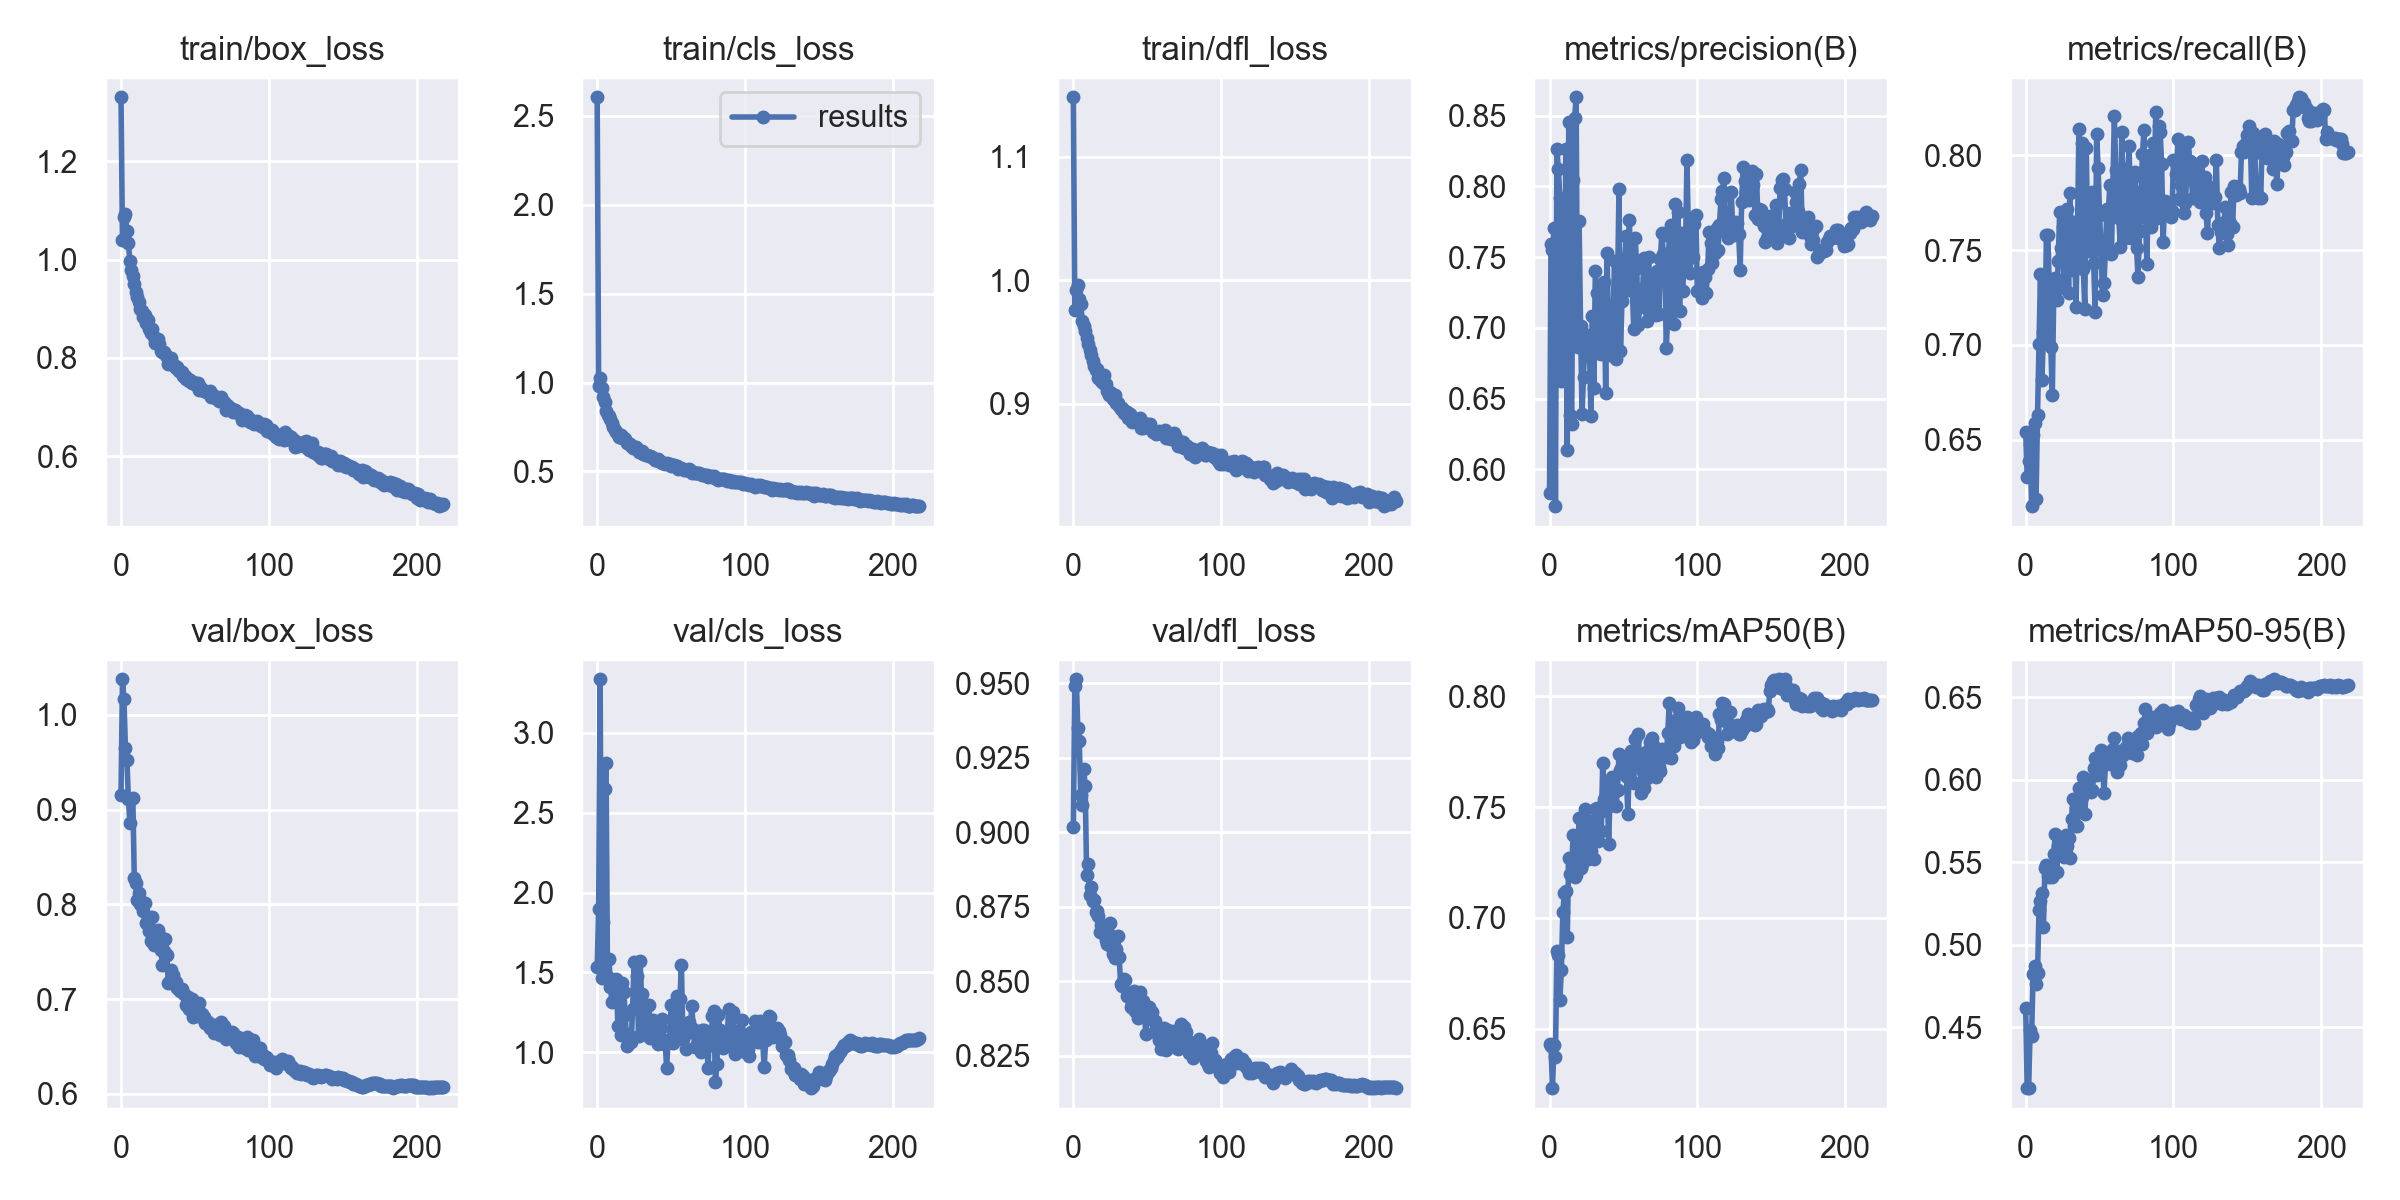 train/box_loss
train/cls_loss
train/dfl_loss
metrics/precision(B)
metrics/recall(B)
1.2
1.0
0.8
0.6
0 100 200
results
2.5
2.0
1.5
1.0
0.5
0 100 200
1.1
1.0
0.9
0 100 200
0.85
0.80
0.75
0.70
0.65
0.60
0 100 200
0.80
0.75
0.70
0.65
0 100 200
val/box_loss
val/cls_loss
val/dfl_loss
metrics/mAP50(B)
metrics/mAP50-95(B)
1.0
0.9
0.8
0.7
0.6
0 100 200
3.0
2.5
2.0
1.5
1.0
0 100 200
0.950
0.925
0.900
0.875
0.850
0.825
0 100 200
0.80
0.75
0.70
0.65
0 100 200
0.65
0.60
0.55
0.50
0.45
0 100 200